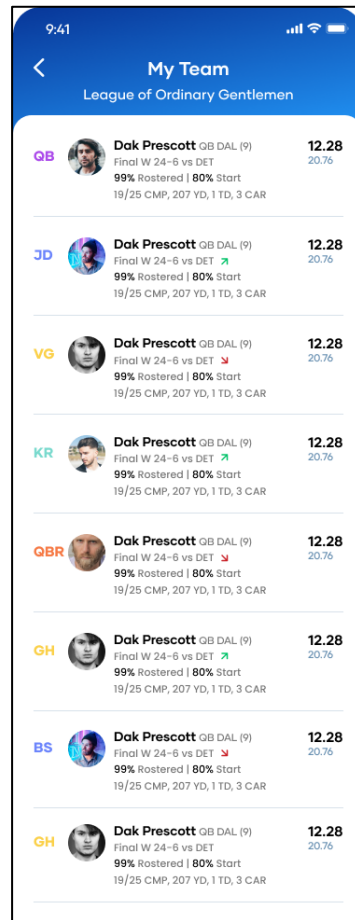 9:41
My Team
League of Ordinary Gentlemen
QB
Dak Prescott QB DAL (9)
12.28
Final W 24-6 vs DET
20.76
99% Rostered | 80% Start
19/25 CMP, 207 YD, 1 TD, 3 CAR
JD
Dak Prescott QB DAL (9)
12.28
Final W 24-6 vs DET
20.76
99% Rostered | 80% Start
19/25 CMP, 207 YD, 1 TD, 3 CAR
VG
Dak Prescott QB DAL (9)
12.28
Final W 24-6 vs DET
20.76
99% Rostered | 80% Start
19/25 CMP, 207 YD, 1 TD, 3 CAR
KR
Dak Prescott QB DAL (9)
12.28
Final W 24-6 vs DET
20.76
99% Rostered | 80% Start
19/25 CMP, 207 YD, 1 TD, 3 CAR
QBR
Dak Prescott QB DAL (9)
12.28
Final W 24-6 vs DET
20.76
99% Rostered | 80% Start
19/25 CMP, 207 YD, 1 TD, 3 CAR
GH
Dak Prescott QB DAL (9)
12.28
Final W 24-6 vs DET
20.76
99% Rostered | 80% Start
19/25 CMP, 207 YD, 1 TD, 3 CAR
BS
Dak Prescott QB DAL (9)
12.28
Final W 24-6 vs DET
20.76
99% Rostered | 80% Start
19/25 CMP, 207 YD, 1 TD, 3 CAR
GH
Dak Prescott QB DAL (9)
12.28
Final W 24-6 vs DET
20.76
99% Rostered | 80% Start
19/25 CMP, 207 YD, 1 TD, 3 CAR